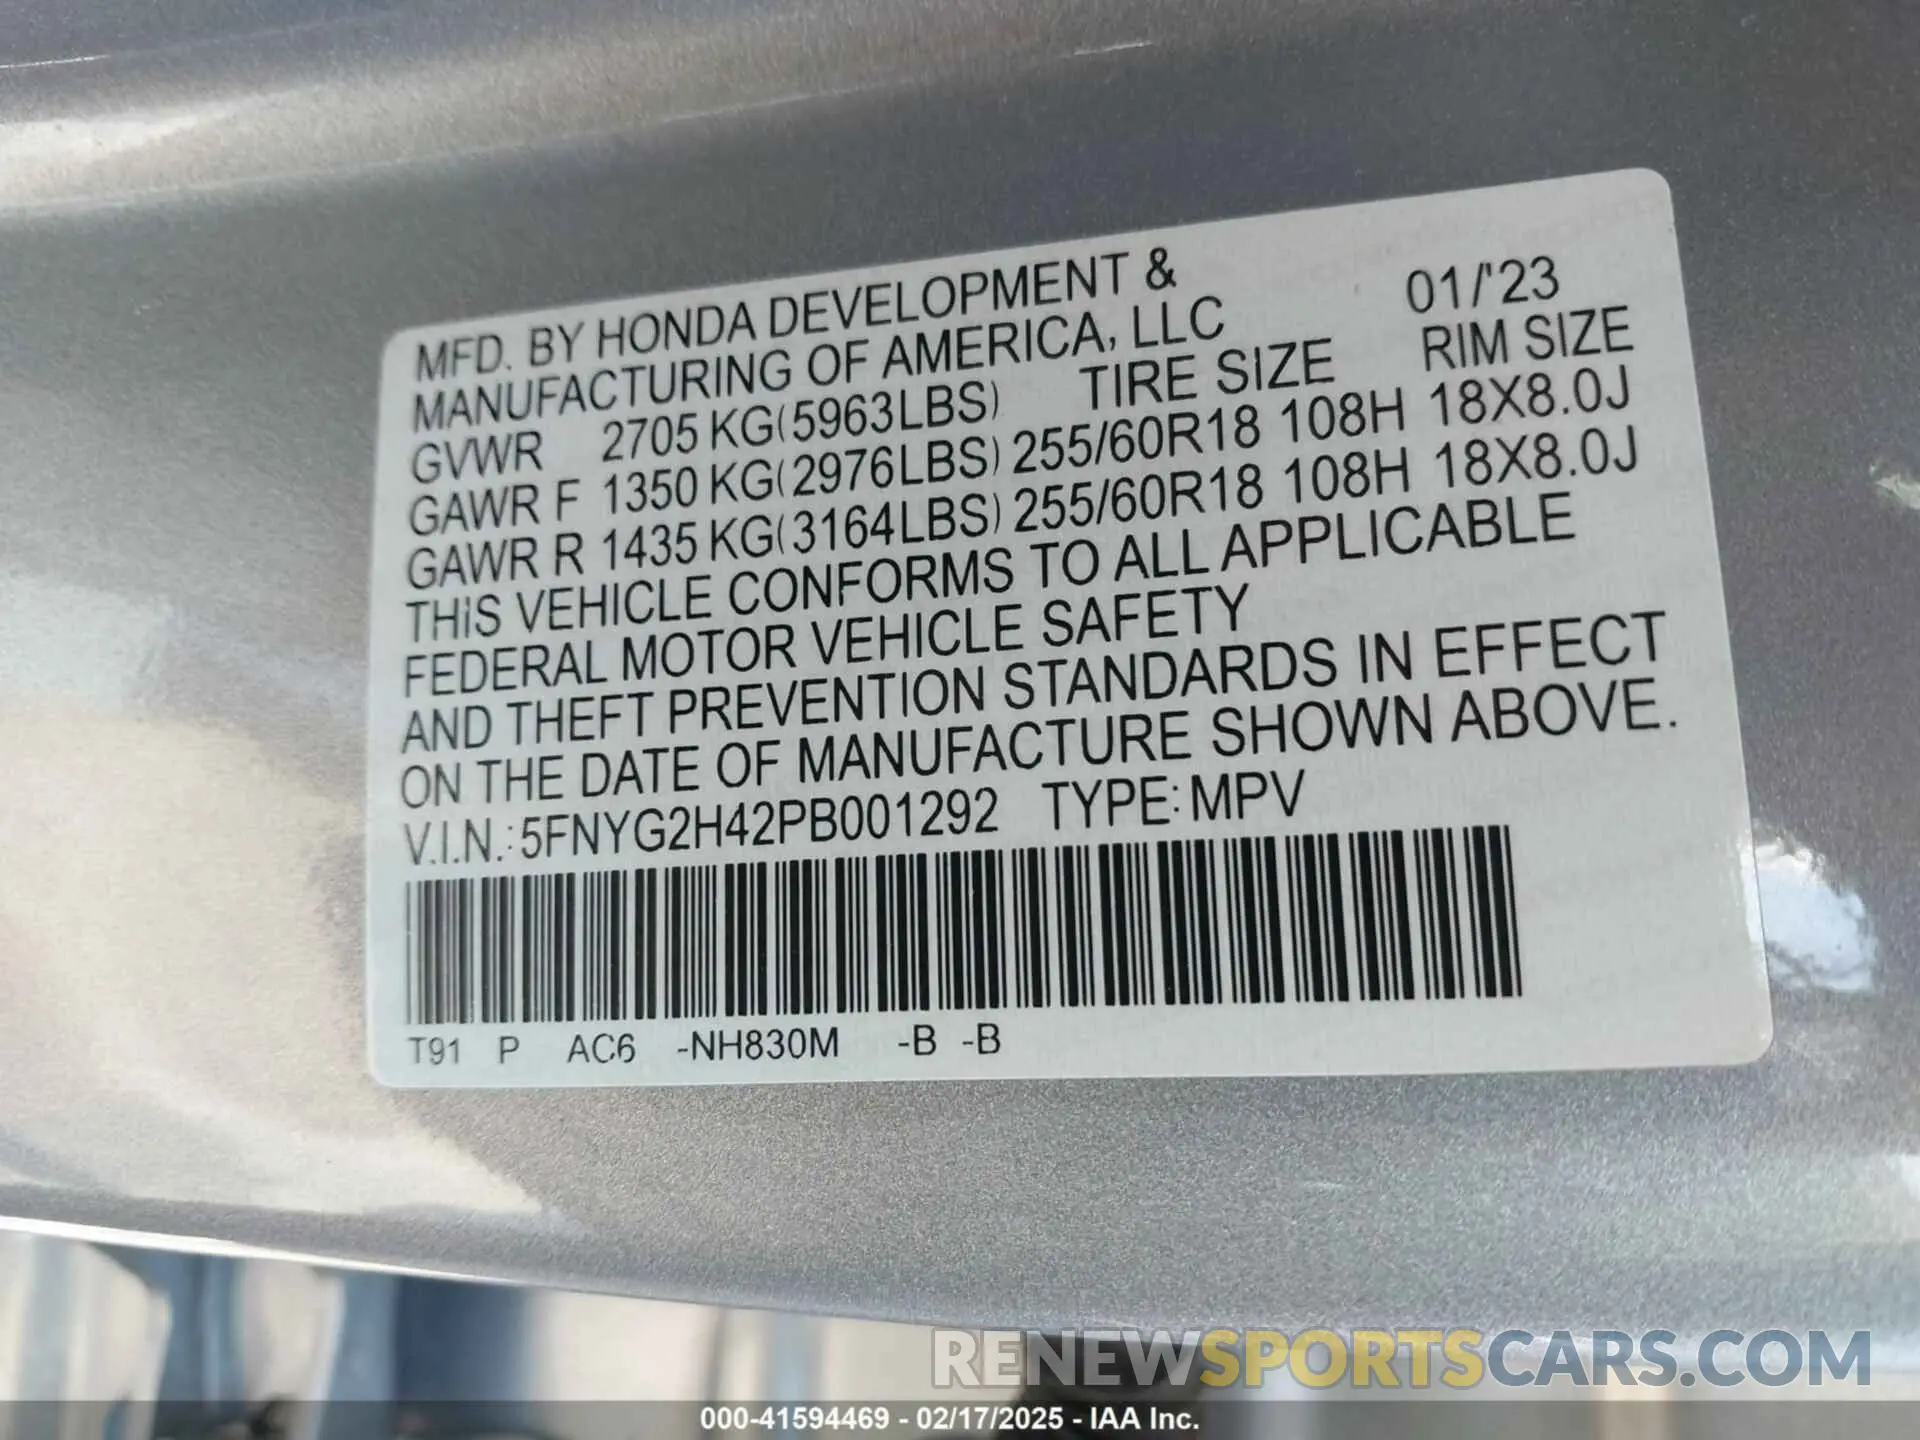 MFD. BY HONDA DEVELOPMENT &
MANUFACTURING OF AMERICA, LLC 01/'23
GVWR 2705 KG(5963LBS) TIRE SIZE RIM SIZE
GAWR F 1350 KG(2976LBS) 255/60R18 108H 18X8.0J
GAWR R 1435 KG(3164LBS) 255/60R18 108H 18X8.0J
THIS VEHICLE CONFORMS TO ALL APPLICABLE
FEDERAL MOTOR VEHICLE SAFETY
AND THEFT PREVENTION STANDARDS IN EFFECT
ON THE DATE OF MANUFACTURE SHOWN ABOVE.
V.I.N.: 5FNYG2H42PB001292 TYPE: MPV
T91 P AC6 -NH830M -B -B
RENEWSPORTSCARS.COM
000-41594469 - 02/17/2025 - IAA Inc.